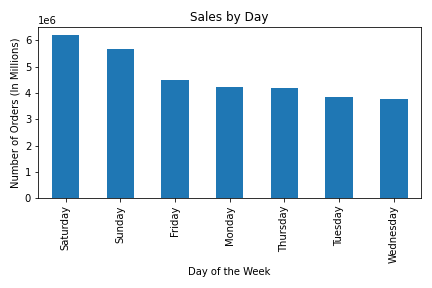 Sales by Day
1e6
Number of Orders (In Millions)
6
5
4
3
2
1
0
Saturday
Sunday
Friday
Monday
Thursday
Tuesday
Wednesday
Day of the Week